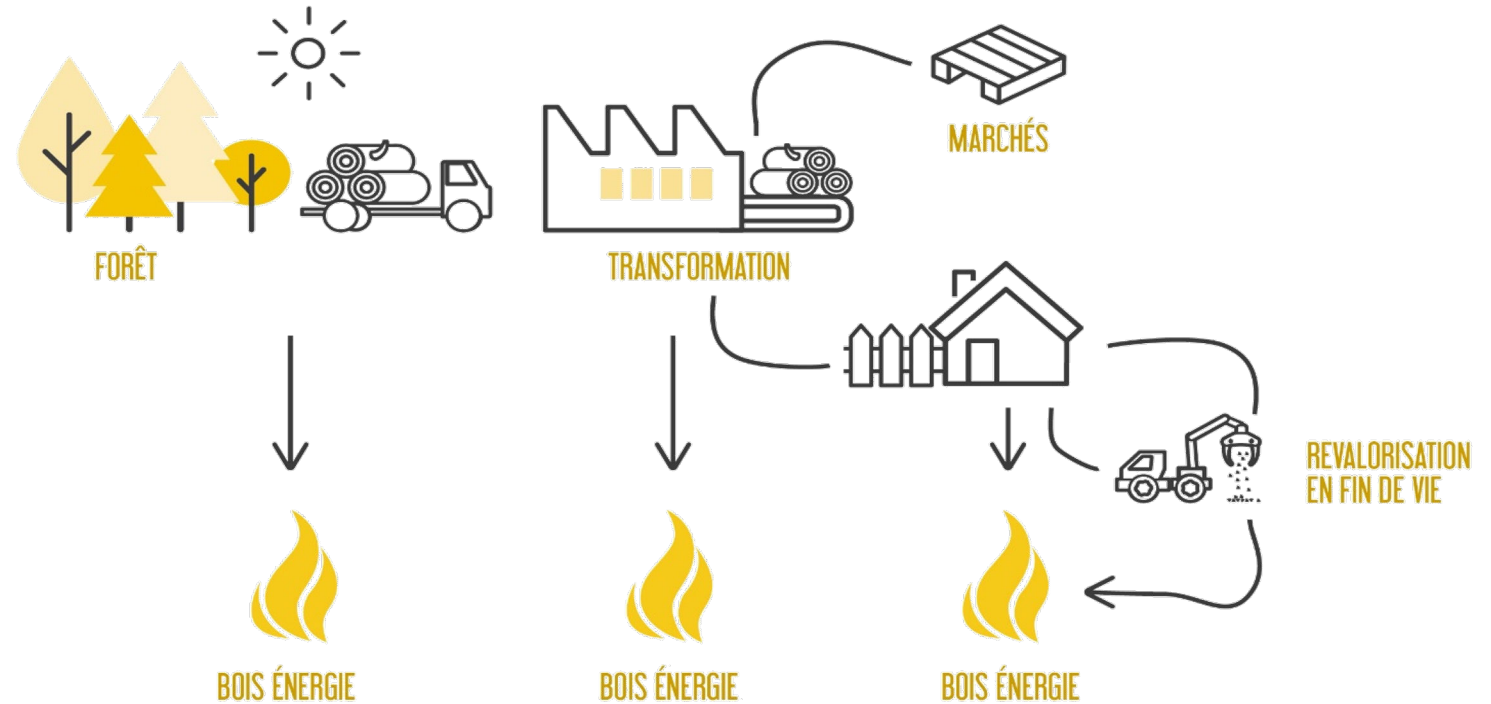 MARCHÉS
FORÊT
TRANSFORMATION
REVALORISATION
EN FIN DE VIE
BOIS ÉNERGIE
BOIS ÉNERGIE
BOIS ÉNERGIE